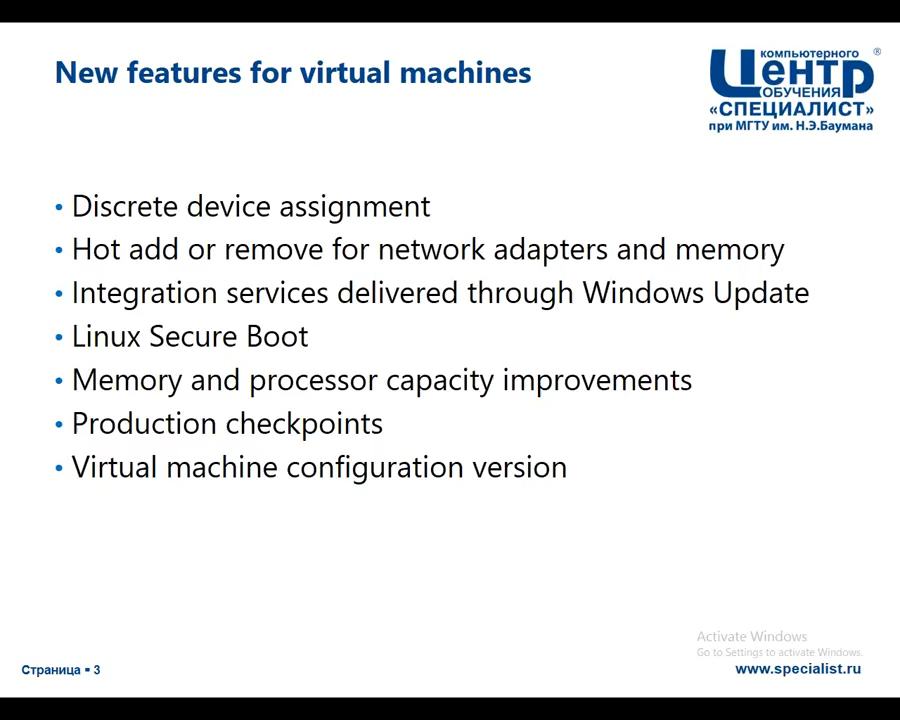 New features for virtual machines
компьютерного
Центр
ОБУЧЕНИЯ
«СПЕЦИАЛИСТ»
при МГТУ им. Н.Э.Баумана
®
• Discrete device assignment
• Hot add or remove for network adapters and memory
• Integration services delivered through Windows Update
• Linux Secure Boot
• Memory and processor capacity improvements
• Production checkpoints
• Virtual machine configuration version
Activate Windows
Go to Settings to activate Windows.
Страница ▪ 3
www.specialist.ru